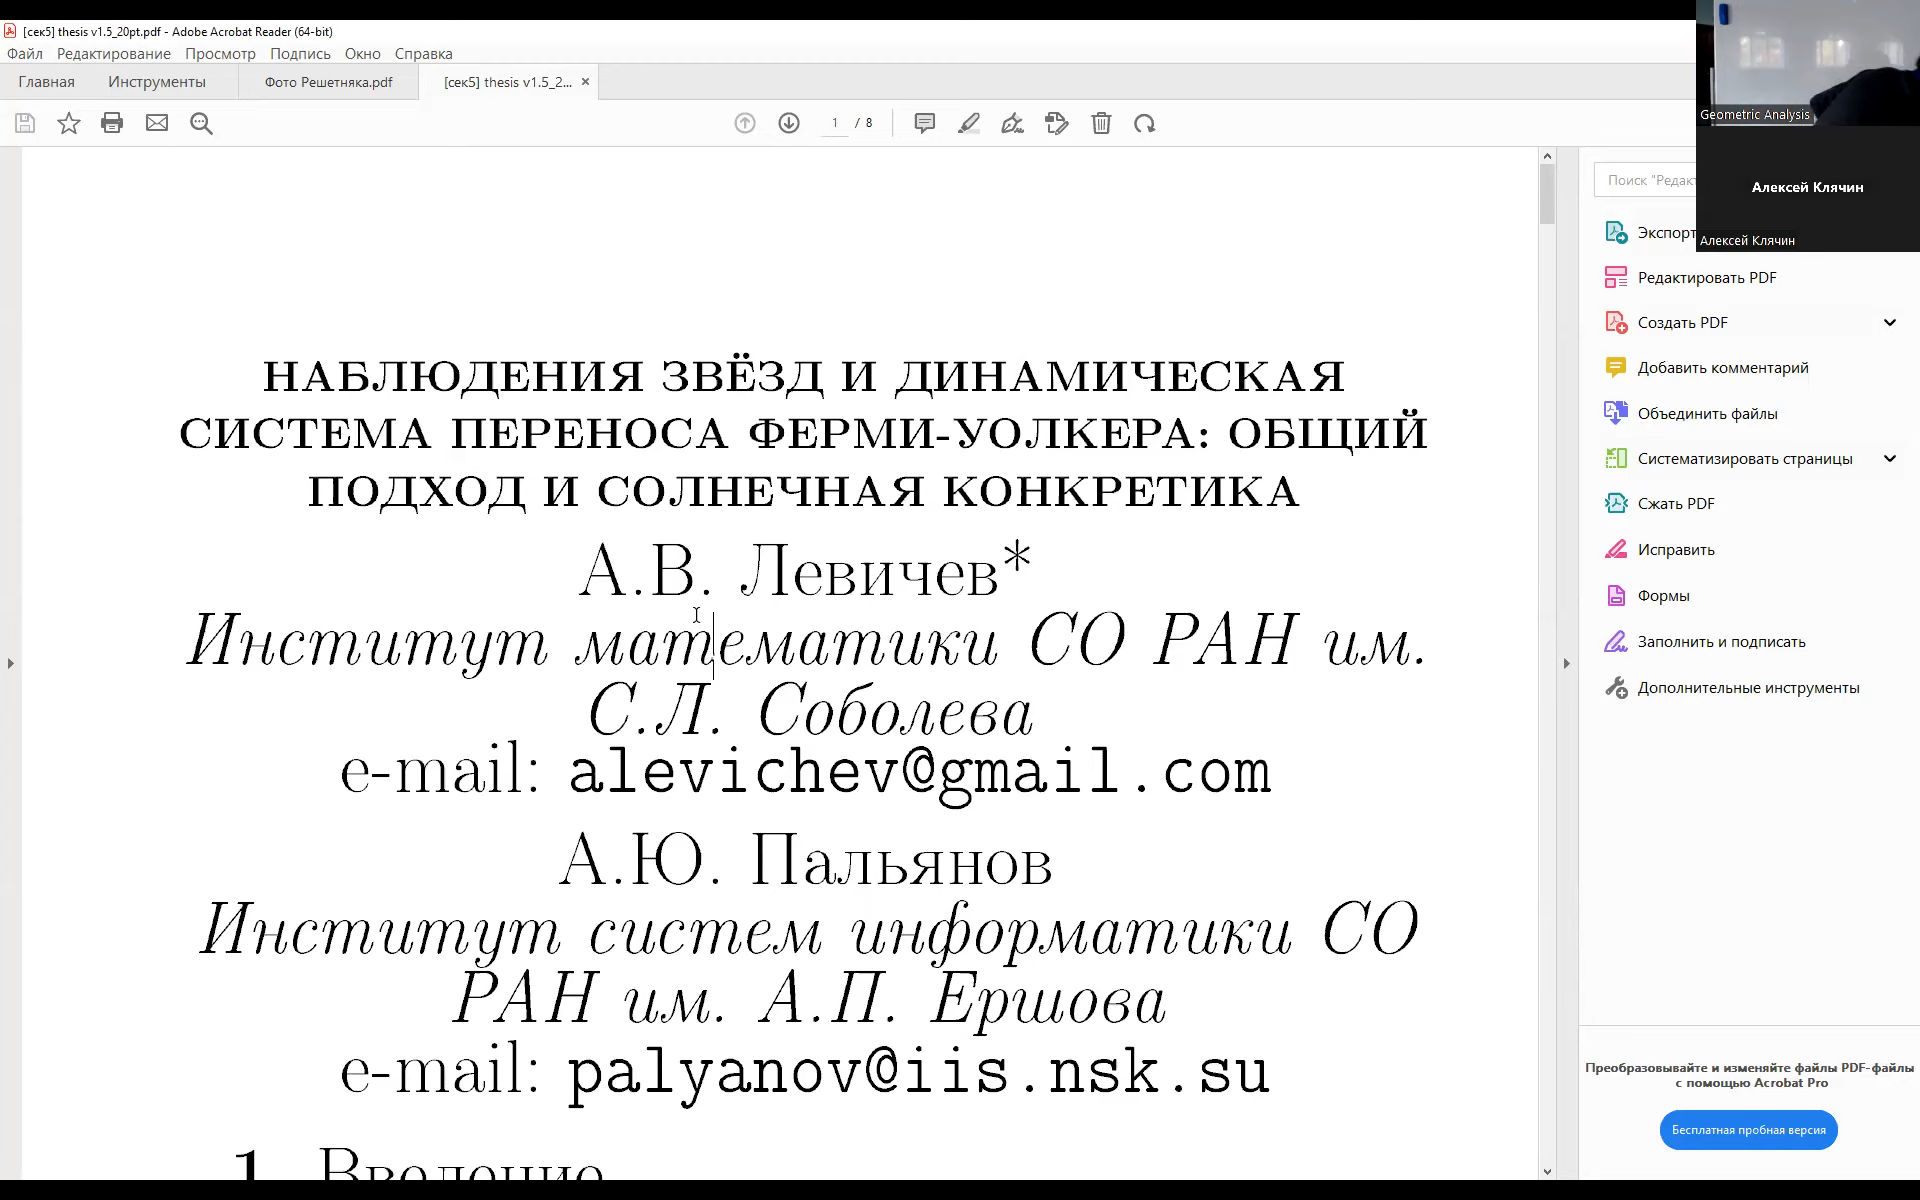 [сек5] thesis v1.5_20pt.pdf - Adobe Acrobat Reader (64-bit)
Файл Редактирование Просмотр Подпись Окно Справка
Главная Инструменты Фото Решетняка.pdf [сек5] thesis v1.5_2... ×
1 / 8
Geometric Analysis
Алексей Клячин
Алексей Клячин
НАБЛЮДЕНИЯ ЗВЁЗД И ДИНАМИЧЕСКАЯ
СИСТЕМА ПЕРЕНОСА ФЕРМИ-УОЛКЕРА: ОБЩИЙ
ПОДХОД И СОЛНЕЧНАЯ КОНКРЕТИКА
А.В. Левичев*
Институт математики СО РАН им.
С.Л. Соболева
e-mail: alevichev@gmail.com
А.Ю. Пальянов
Институт систем информатики СО
РАН им. А.П. Ершова
e-mail: palyanov@iis.nsk.su
1 Введение
Поиск "Редак
Экспорт
Редактировать PDF
Создать PDF
Добавить комментарий
Объединить файлы
Систематизировать страницы
Сжать PDF
Исправить
Формы
Заполнить и подписать
Дополнительные инструменты
Преобразовывайте и изменяйте файлы PDF-файлы
с помощью Acrobat Pro
Бесплатная пробная версия